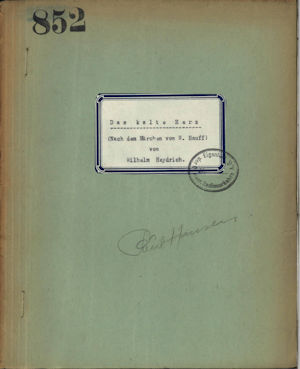 852
Das kalte Herz
(Nach dem Märchen von W. Hauff)
von
Wilhelm Heydrich.